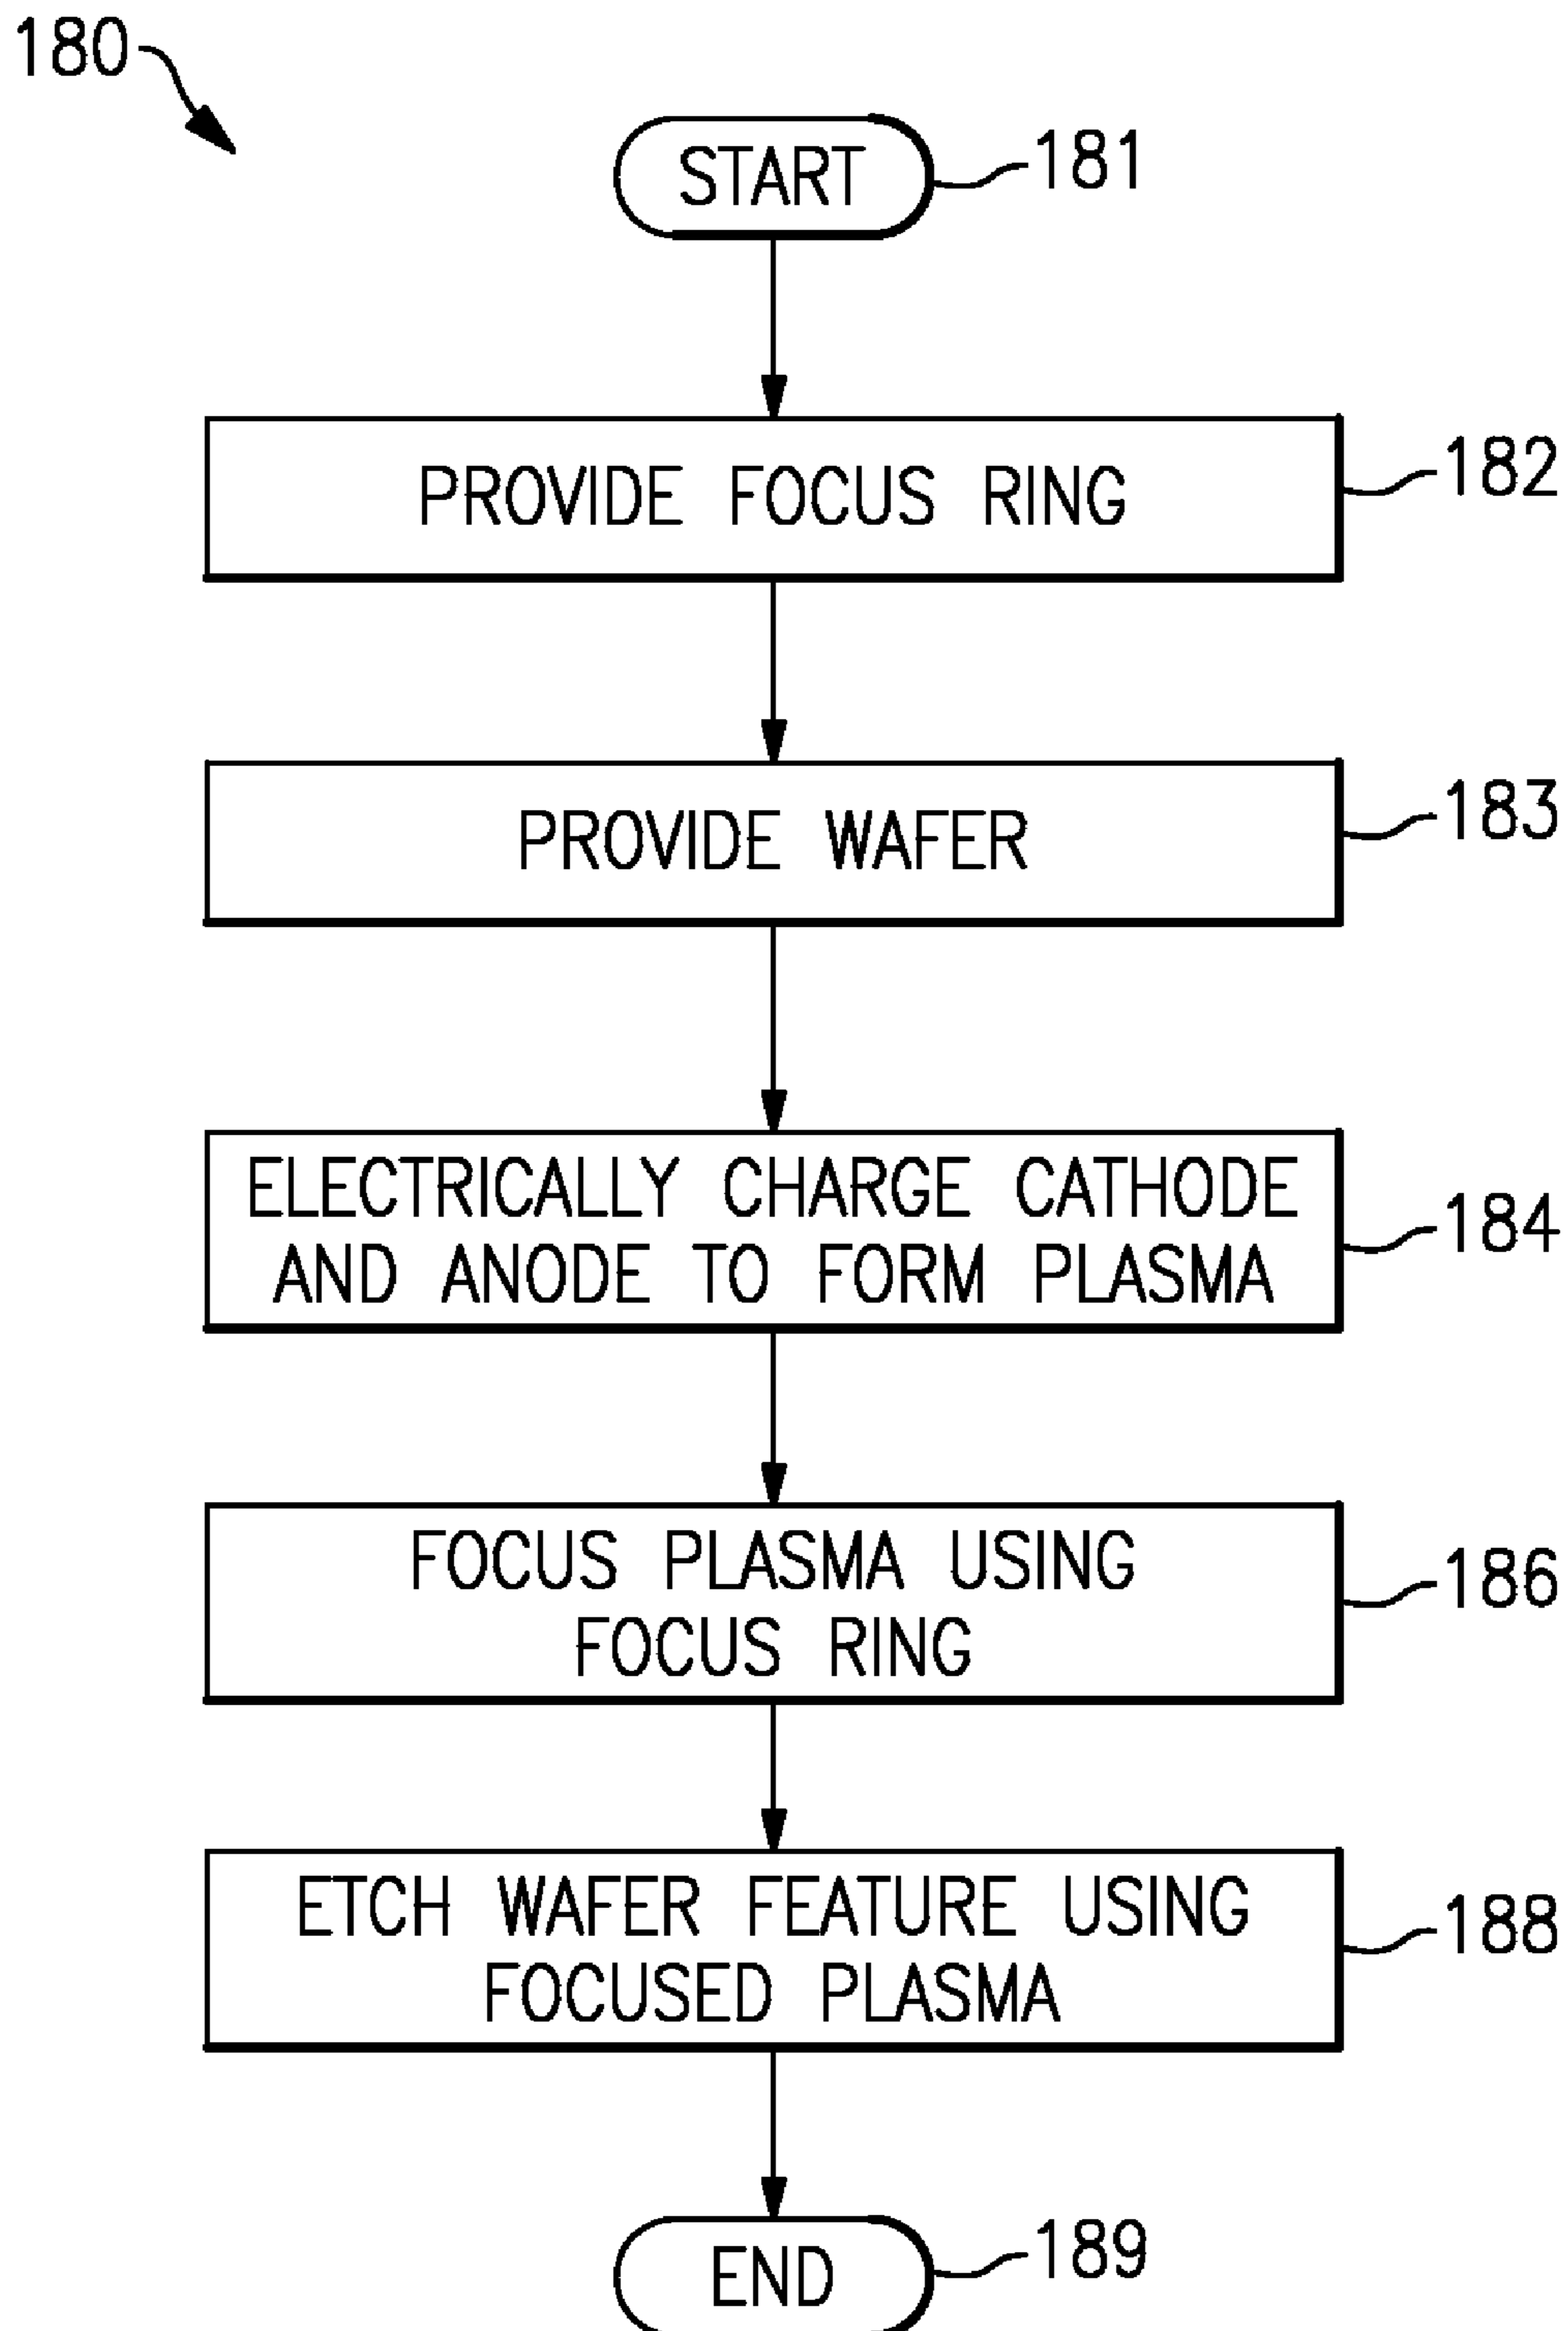 180
START
181
PROVIDE FOCUS RING
182
PROVIDE WAFER
183
ELECTRICALLY CHARGE CATHODE
AND ANODE TO FORM PLASMA
184
FOCUS PLASMA USING
FOCUS RING
186
ETCH WAFER FEATURE USING
FOCUSED PLASMA
188
END
189